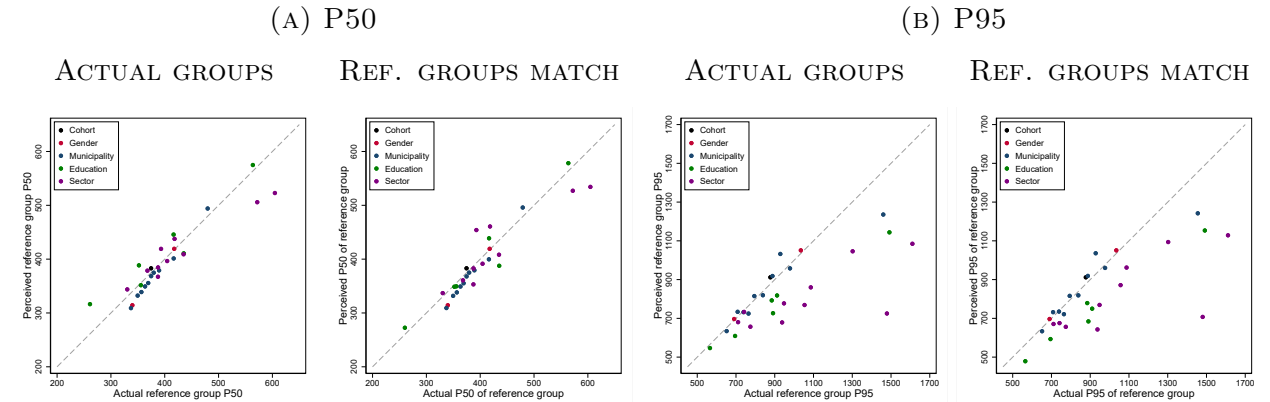 (A) P50
(B) P95
ACTUAL GROUPS
REF. GROUPS MATCH
ACTUAL GROUPS
REF. GROUPS MATCH
Perceived reference group P50
600
500
400
300
200
Cohort
Gender
Municipality
Education
Sector
200 300 400 500 600
Actual reference group P50
Perceived P50 of reference group
600
500
400
300
200
Cohort
Gender
Municipality
Education
Sector
200 300 400 500 600
Actual P50 of reference group
Perceived reference group P95
1700
1500
1300
1100
900
700
500
Cohort
Gender
Municipality
Education
Sector
500 700 900 1100 1300 1500 1700
Actual reference group P95
Perceived P95 of reference group
1700
1500
1300
1100
900
700
500
Cohort
Gender
Municipality
Education
Sector
500 700 900 1100 1300 1500 1700
Actual P95 of reference group